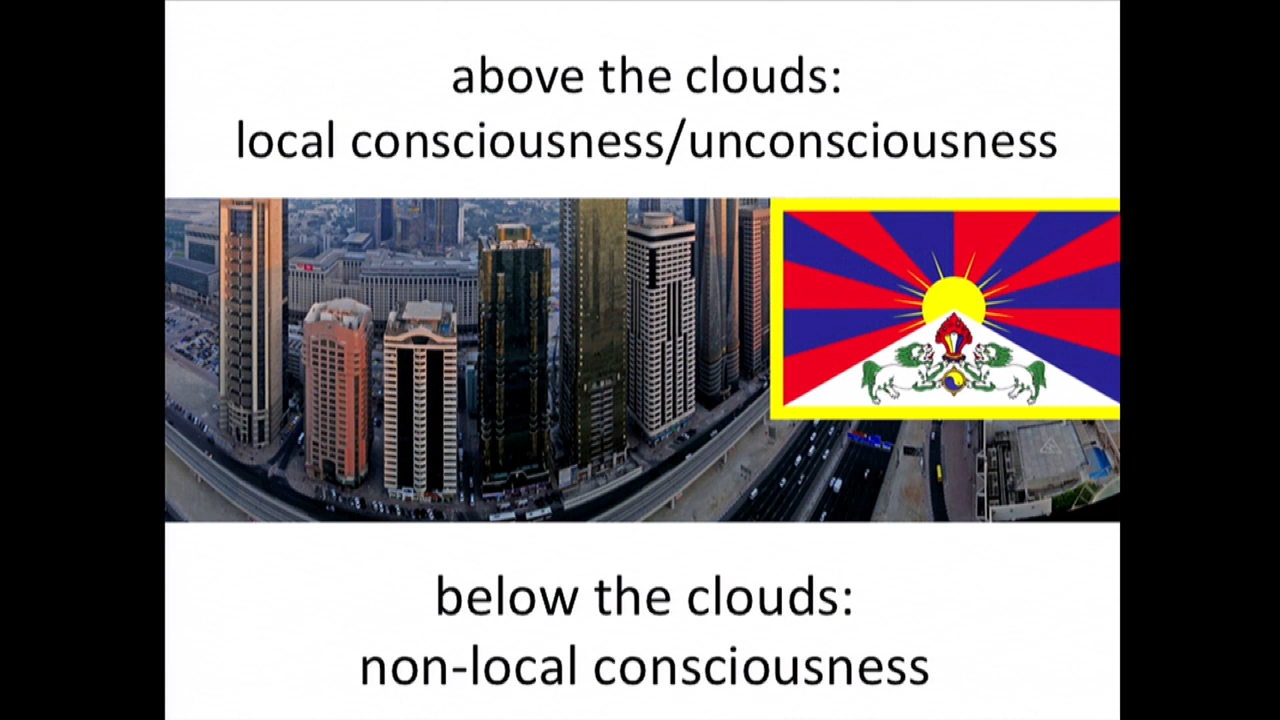 above the clouds:
local consciousness/unconsciousness
below the clouds:
non-local consciousness